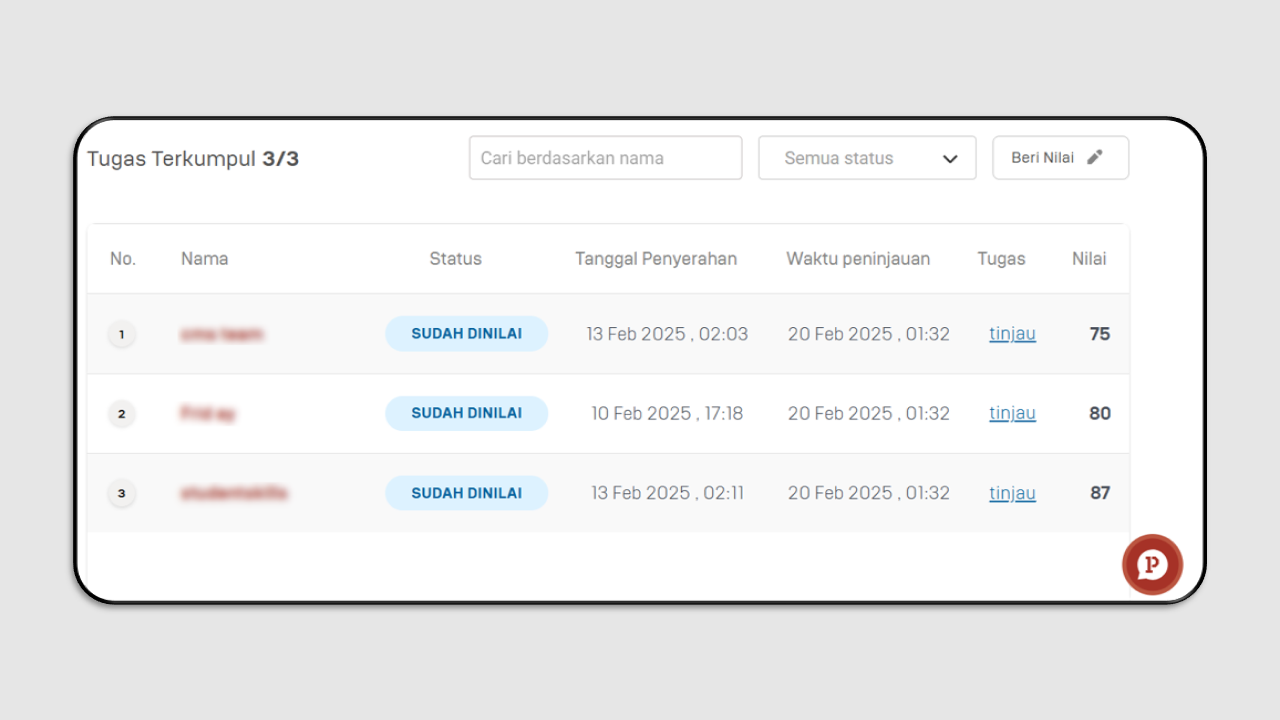 Tugas Terkumpul 3/3
Cari berdasarkan nama
Semua status
Beri Nilai
No. Nama Status Tanggal Penyerahan Waktu peninjauan Tugas Nilai
1 SUDAH DINILAI 13 Feb 2025 , 02:03 20 Feb 2025 , 01:32 tinjau 75
2 SUDAH DINILAI 10 Feb 2025 , 17:18 20 Feb 2025 , 01:32 tinjau 80
3 SUDAH DINILAI 13 Feb 2025 , 02:11 20 Feb 2025 , 01:32 tinjau 87
P